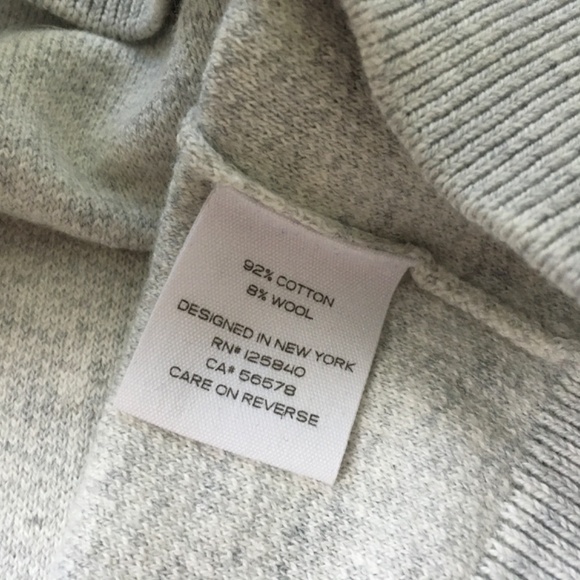 92% COTTON
8% WOOL
DESIGNED IN NEW YORK
RN# 125840
CA# 56578
CARE ON REVERSE